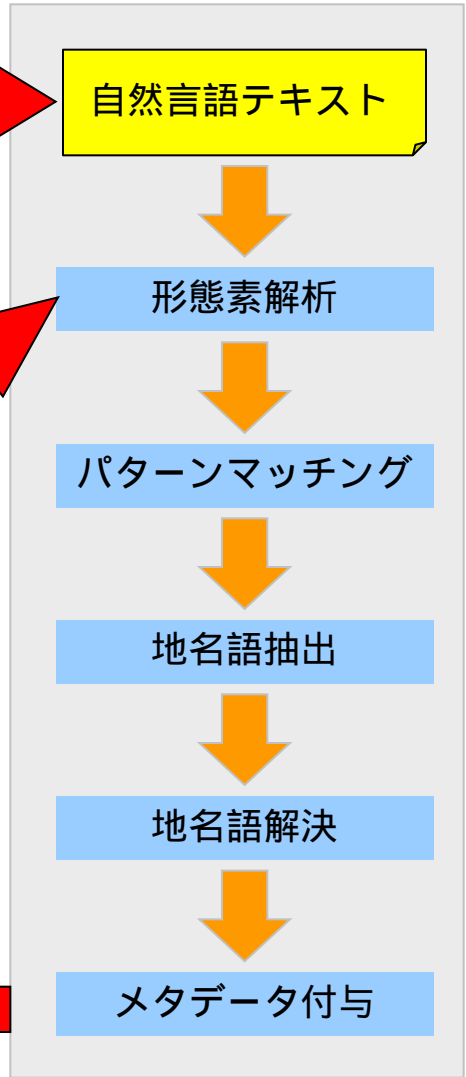 自然言語テキスト
形態素解析
パターンマッチング
地名語抽出
地名語解決
メタデータ付与